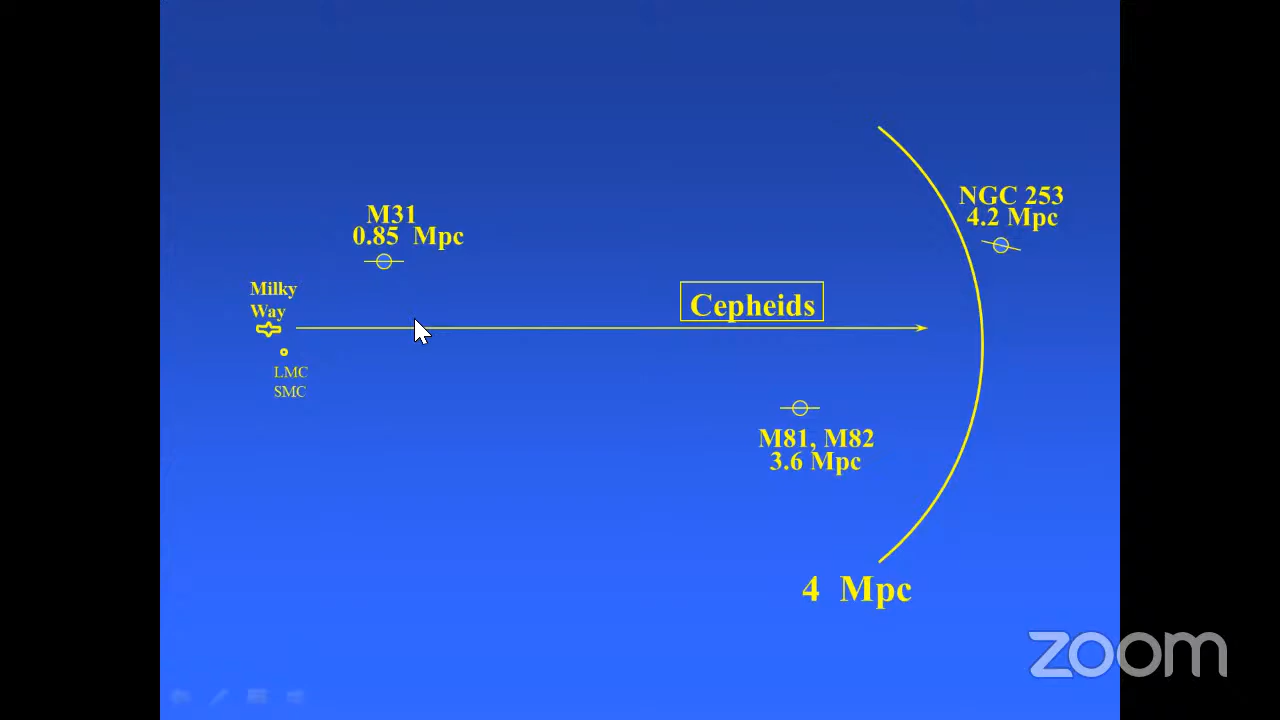 NGC 253
4.2 Mpc
M31
0.85 Mpc
Milky
Way
Cepheids
LMC
SMC
M81, M82
3.6 Mpc
4 Mpc
zoom